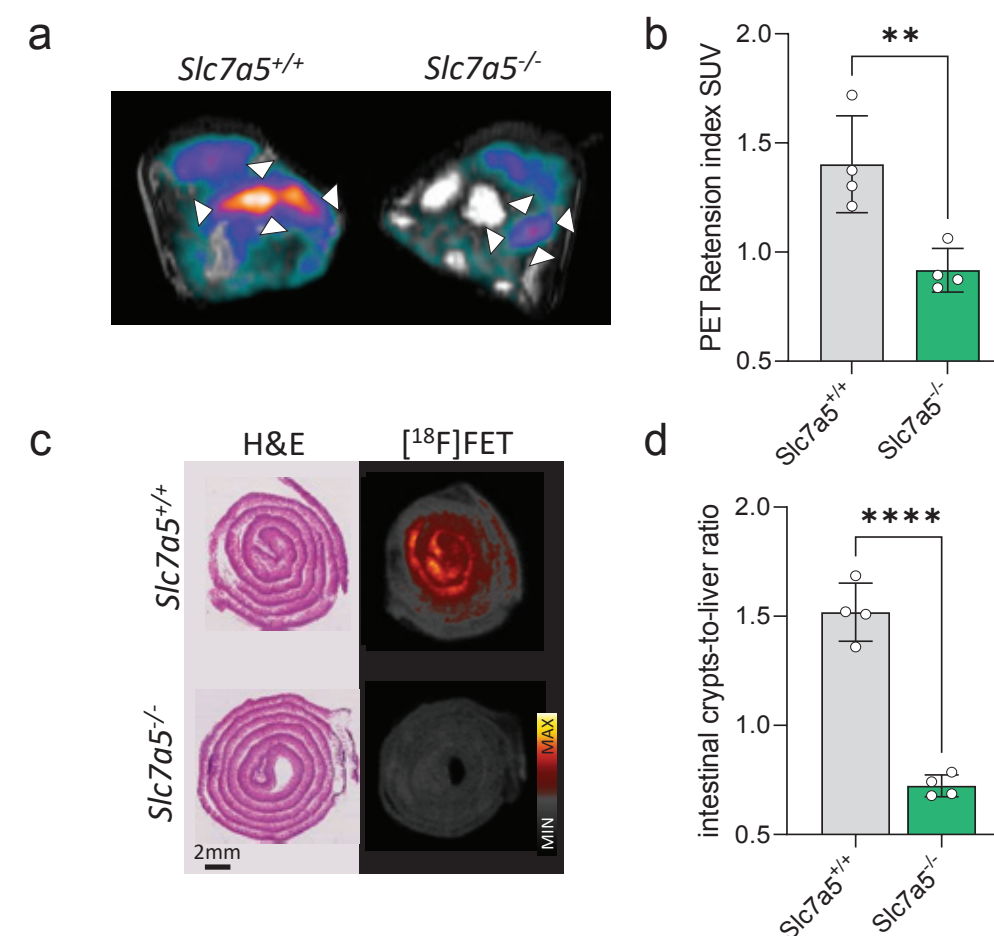 a
Slc7a5+/+
Slc7a5-/-
b
PET Retension index SUV
2.0
1.5
1.0
0.5
**
Slc7a5+/+
Slc7a5-/-
c
H&E
[18F]FET
Slc7a5+/+
Slc7a5-/-
2mm
MAX
MIN
d
intestinal crypts-to-liver ratio
2.0
1.5
1.0
0.5
****
Slc7a5+/+
Slc7a5-/-